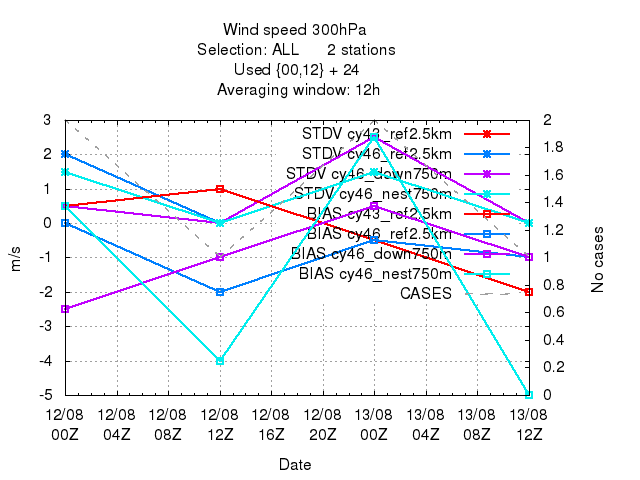 Wind speed 300hPa
Selection: ALL 2 stations
Used {00,12} + 24
Averaging window: 12h
3
2
1
0
-1
-2
-3
-4
-5
m/s
2
1.8
1.6
1.4
1.2
1
0.8
0.6
0.4
0.2
0
No cases
STDV cy43_ref2.5km
STDV cy46_ref2.5km
STDV cy46_down750m
STDV cy46_nest750m
BIAS cy43_ref2.5km
BIAS cy46_ref2.5km
BIAS cy46_down750m
BIAS cy46_nest750m
CASES
12/08 12/08 12/08 12/08 12/08 12/08 13/08 13/08 13/08 13/08
00Z 04Z 08Z 12Z 16Z 20Z 00Z 04Z 08Z 12Z
Date